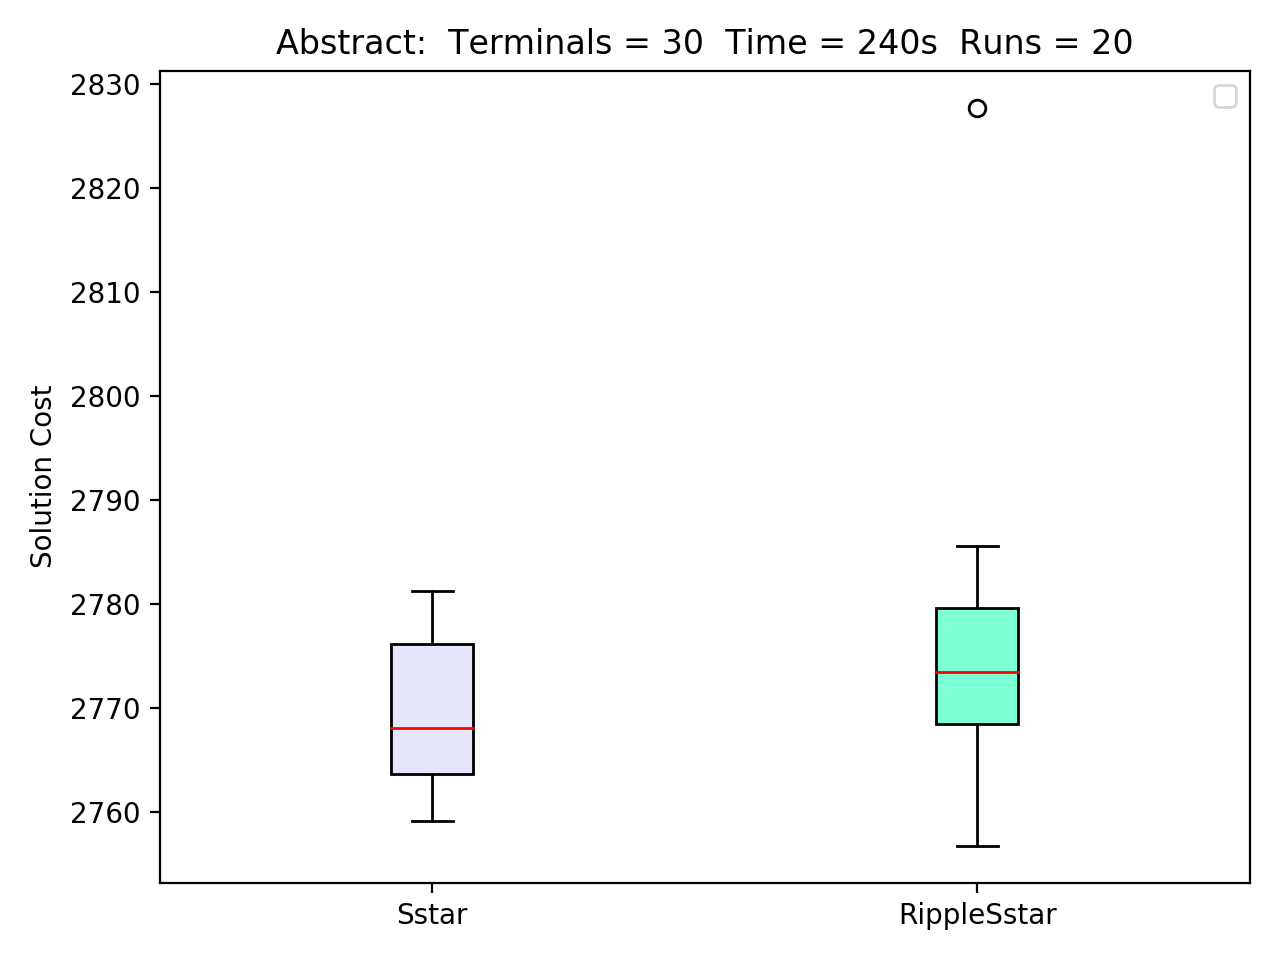 Abstract:  Terminals = 30  Time = 240s  Runs = 20
2830
2820
2810
2800
2790
2780
2770
2760
Solution Cost
Sstar
RippleSstar